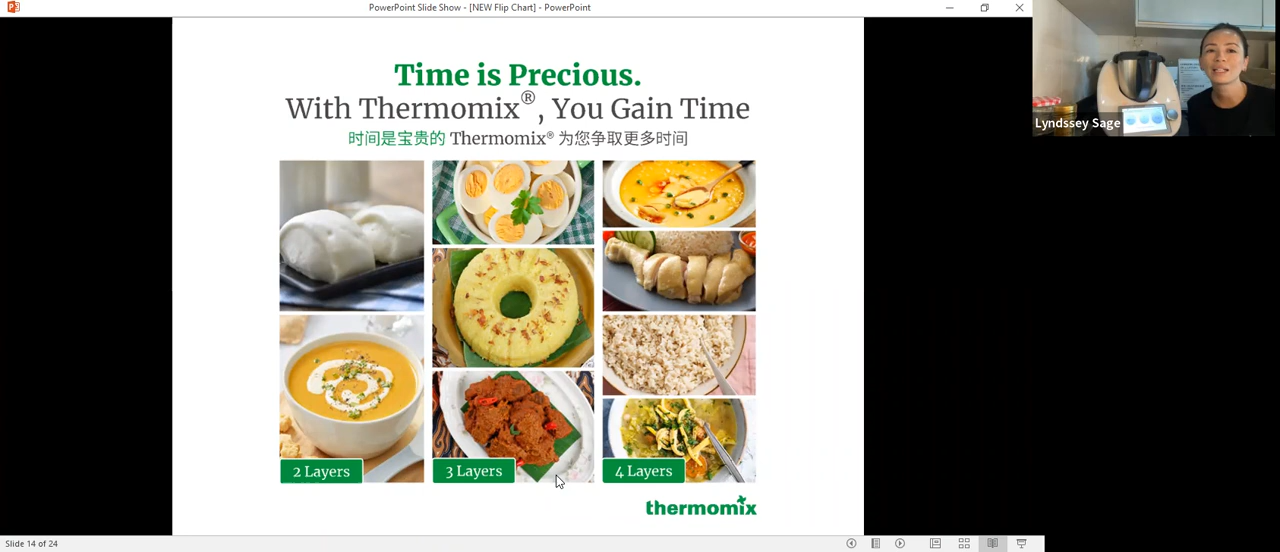 PowerPoint Slide Show - [NEW Flip Chart] - PowerPoint
Time is Precious.
With Thermomix®, You Gain Time
时间是宝贵的 Thermomix® 为您争取更多时间
2 Layers
3 Layers
4 Layers
thermomix
Lyndssey Sage
Slide 14 of 24